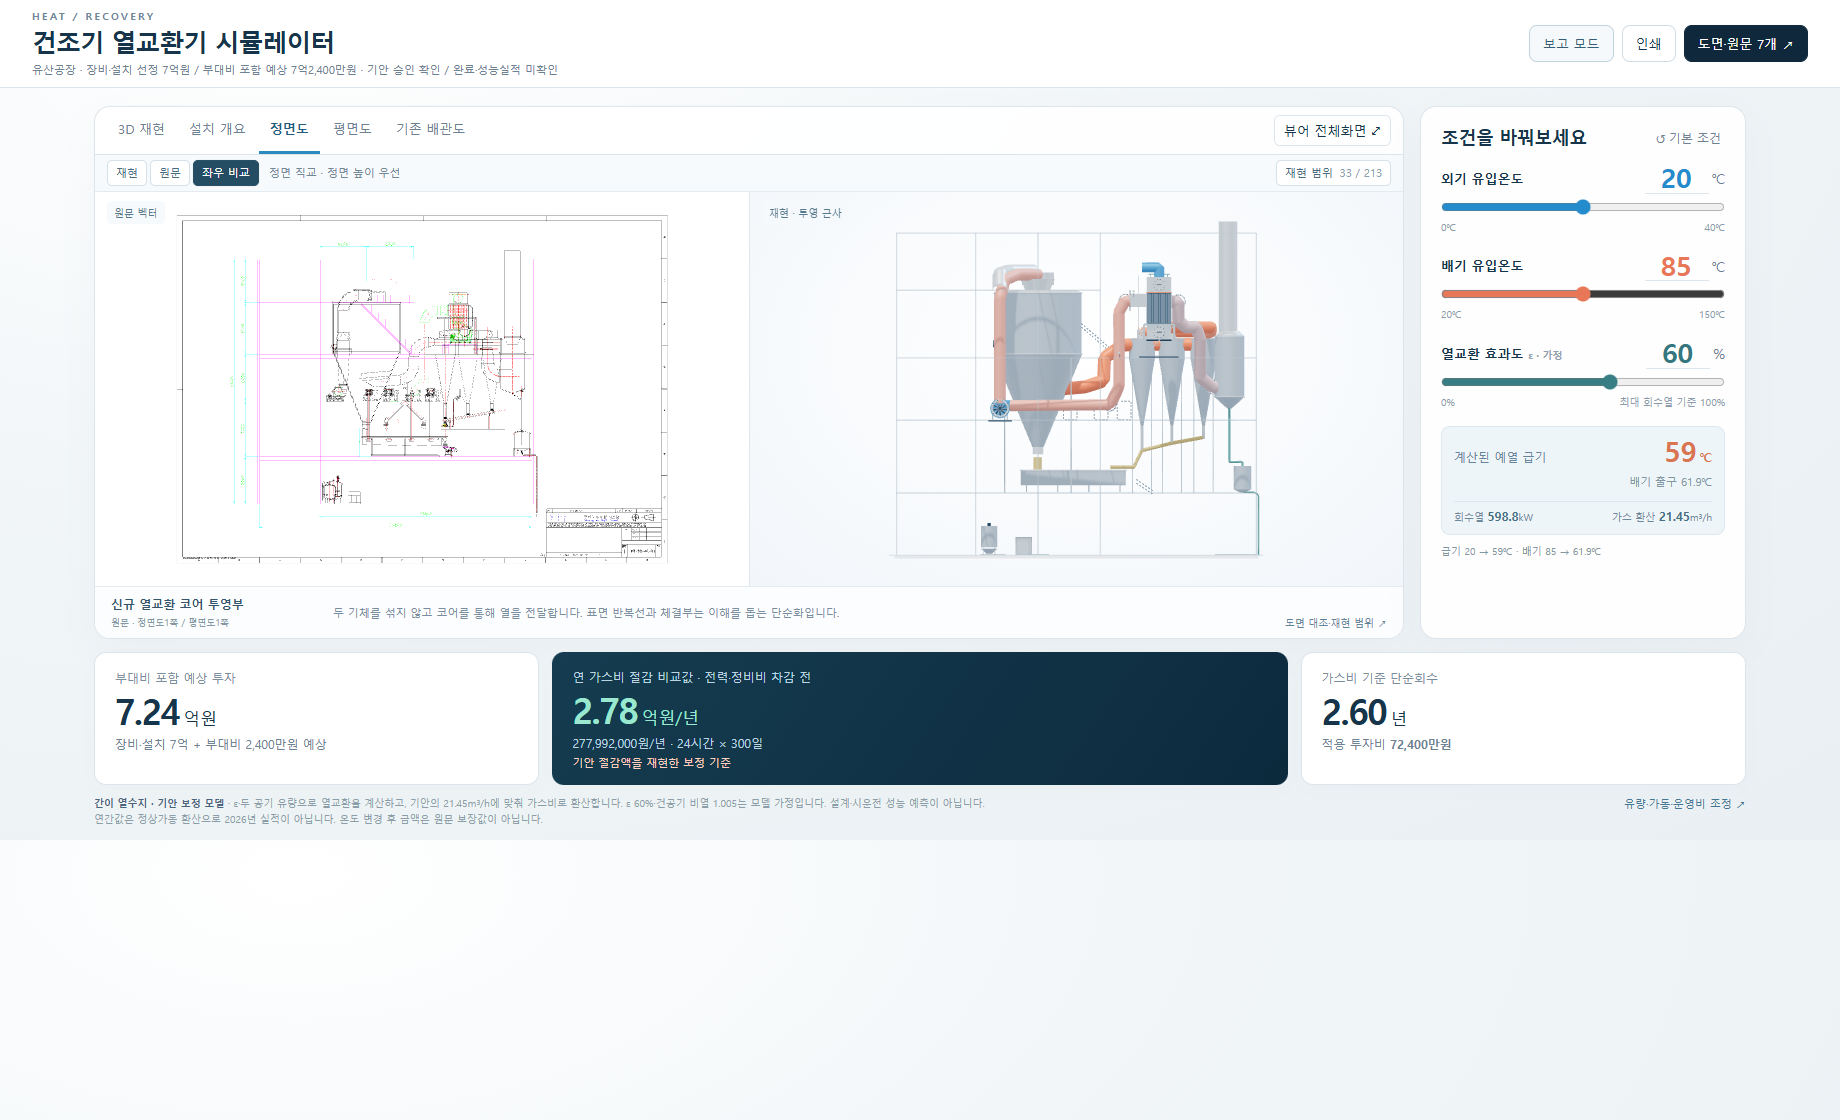 HEAT / RECOVERY
건조기 열교환기 시뮬레이터
유산공장 · 장비·설치 선정 7억원 / 부대비 포함 예상 7억2,400만원 · 기안 승인 확인 / 완료·성능실적 미확인
보고 모드
인쇄
도면·원문 7개 ↗
3D 재현
설치 개요
정면도
평면도
기존 배관도
뷰어 전체화면 ⤢
재현
원문
좌우 비교
정면 직교 · 정면 높이 우선
재현 범위 33 / 213
원문 벡터
재현 · 투영 근사
신규 열교환 코어 투영부
원문 · 정면도1쪽 / 평면도1쪽
두 기체를 섞지 않고 코어를 통해 열을 전달합니다. 표면 반복선과 체결부는 이해를 돕는 단순화입니다.
도면 대조·재현 범위 ↗
조건을 바꿔보세요
↺ 기본 조건
외기 유입온도
20 ℃
0℃
40℃
배기 유입온도
85 ℃
20℃
150℃
열교환 효과도 ε · 가정
60 %
0%
최대 회수열 기준 100%
계산된 예열 급기
59 ℃
배기 출구 61.9℃
회수열 598.8kW
가스 환산 21.45m³/h
급기 20 → 59℃ · 배기 85 → 61.9℃
부대비 포함 예상 투자
7.24 억원
장비·설치 7억 + 부대비 2,400만원 예상
연 가스비 절감 비교값 · 전력·정비비 차감 전
2.78 억원/년
277,992,000원/년 · 24시간 × 300일
기안 절감액을 재현한 보정 기준
가스비 기준 단순회수
2.60 년
적용 투자비 72,400만원
간이 열수지 · 기안 보정 모델 · ε·두 공기 유량으로 열교환을 계산하고, 기안의 21.45m³/h에 맞춰 가스비로 환산합니다. ε 60%·건공기 비열 1.005는 모델 가정입니다. 설계·시운전 성능 예측이 아닙니다.
연간값은 정상가동 환산으로 2026년 실적이 아닙니다. 온도 변경 후 금액은 원문 보장값이 아닙니다.
유량·가동·운영비 조정 ↗